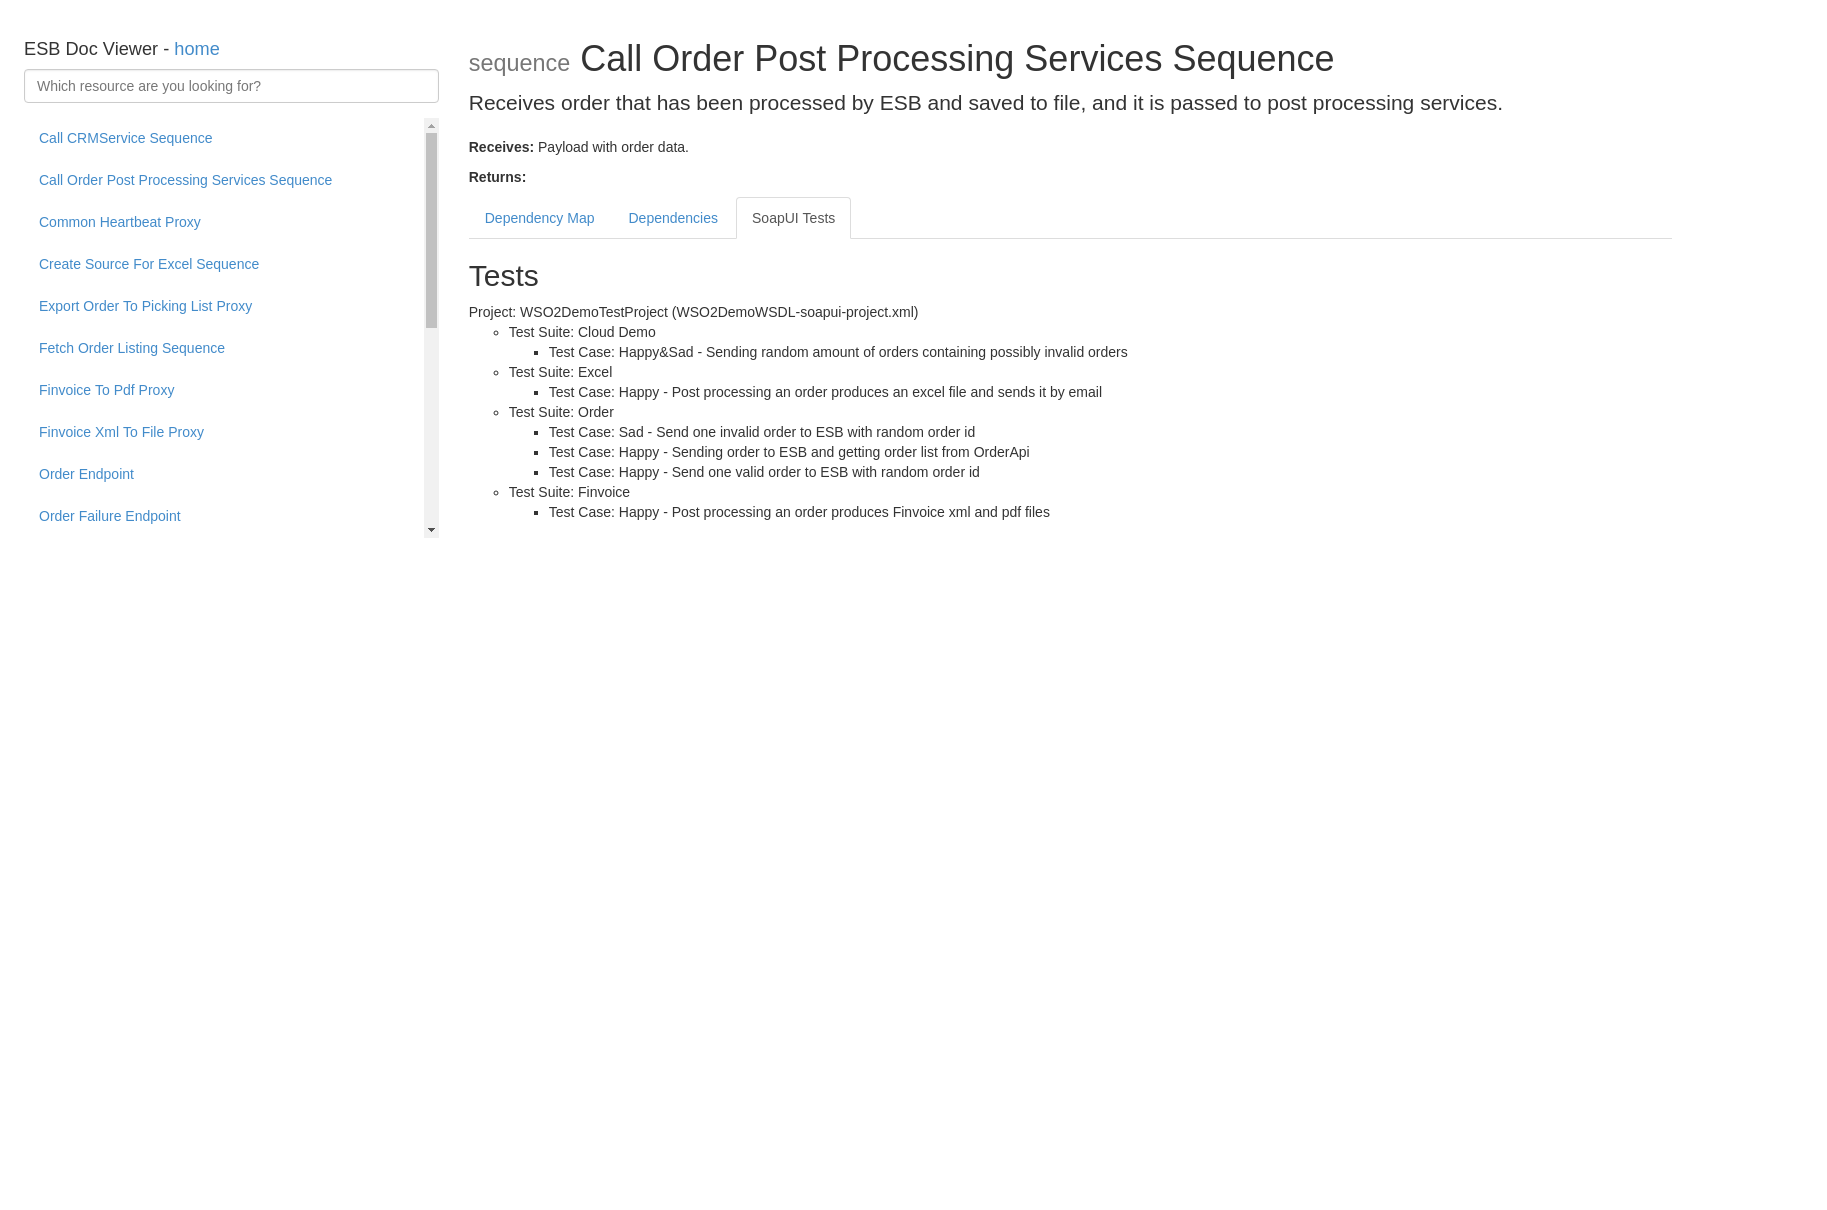 ESB Doc Viewer - home
Which resource are you looking for?
Call CRMService Sequence
Call Order Post Processing Services Sequence
Common Heartbeat Proxy
Create Source For Excel Sequence
Export Order To Picking List Proxy
Fetch Order Listing Sequence
Finvoice To Pdf Proxy
Finvoice Xml To File Proxy
Order Endpoint
Order Failure Endpoint
sequence Call Order Post Processing Services Sequence
Receives order that has been processed by ESB and saved to file, and it is passed to post processing services.
Receives: Payload with order data.
Returns:
Dependency Map Dependencies SoapUI Tests
Tests
Project: WSO2DemoTestProject (WSO2DemoWSDL-soapui-project.xml)
Test Suite: Cloud Demo
Test Case: Happy&Sad - Sending random amount of orders containing possibly invalid orders
Test Suite: Excel
Test Case: Happy - Post processing an order produces an excel file and sends it by email
Test Suite: Order
Test Case: Sad - Send one invalid order to ESB with random order id
Test Case: Happy - Sending order to ESB and getting order list from OrderApi
Test Case: Happy - Send one valid order to ESB with random order id
Test Suite: Finvoice
Test Case: Happy - Post processing an order produces Finvoice xml and pdf files